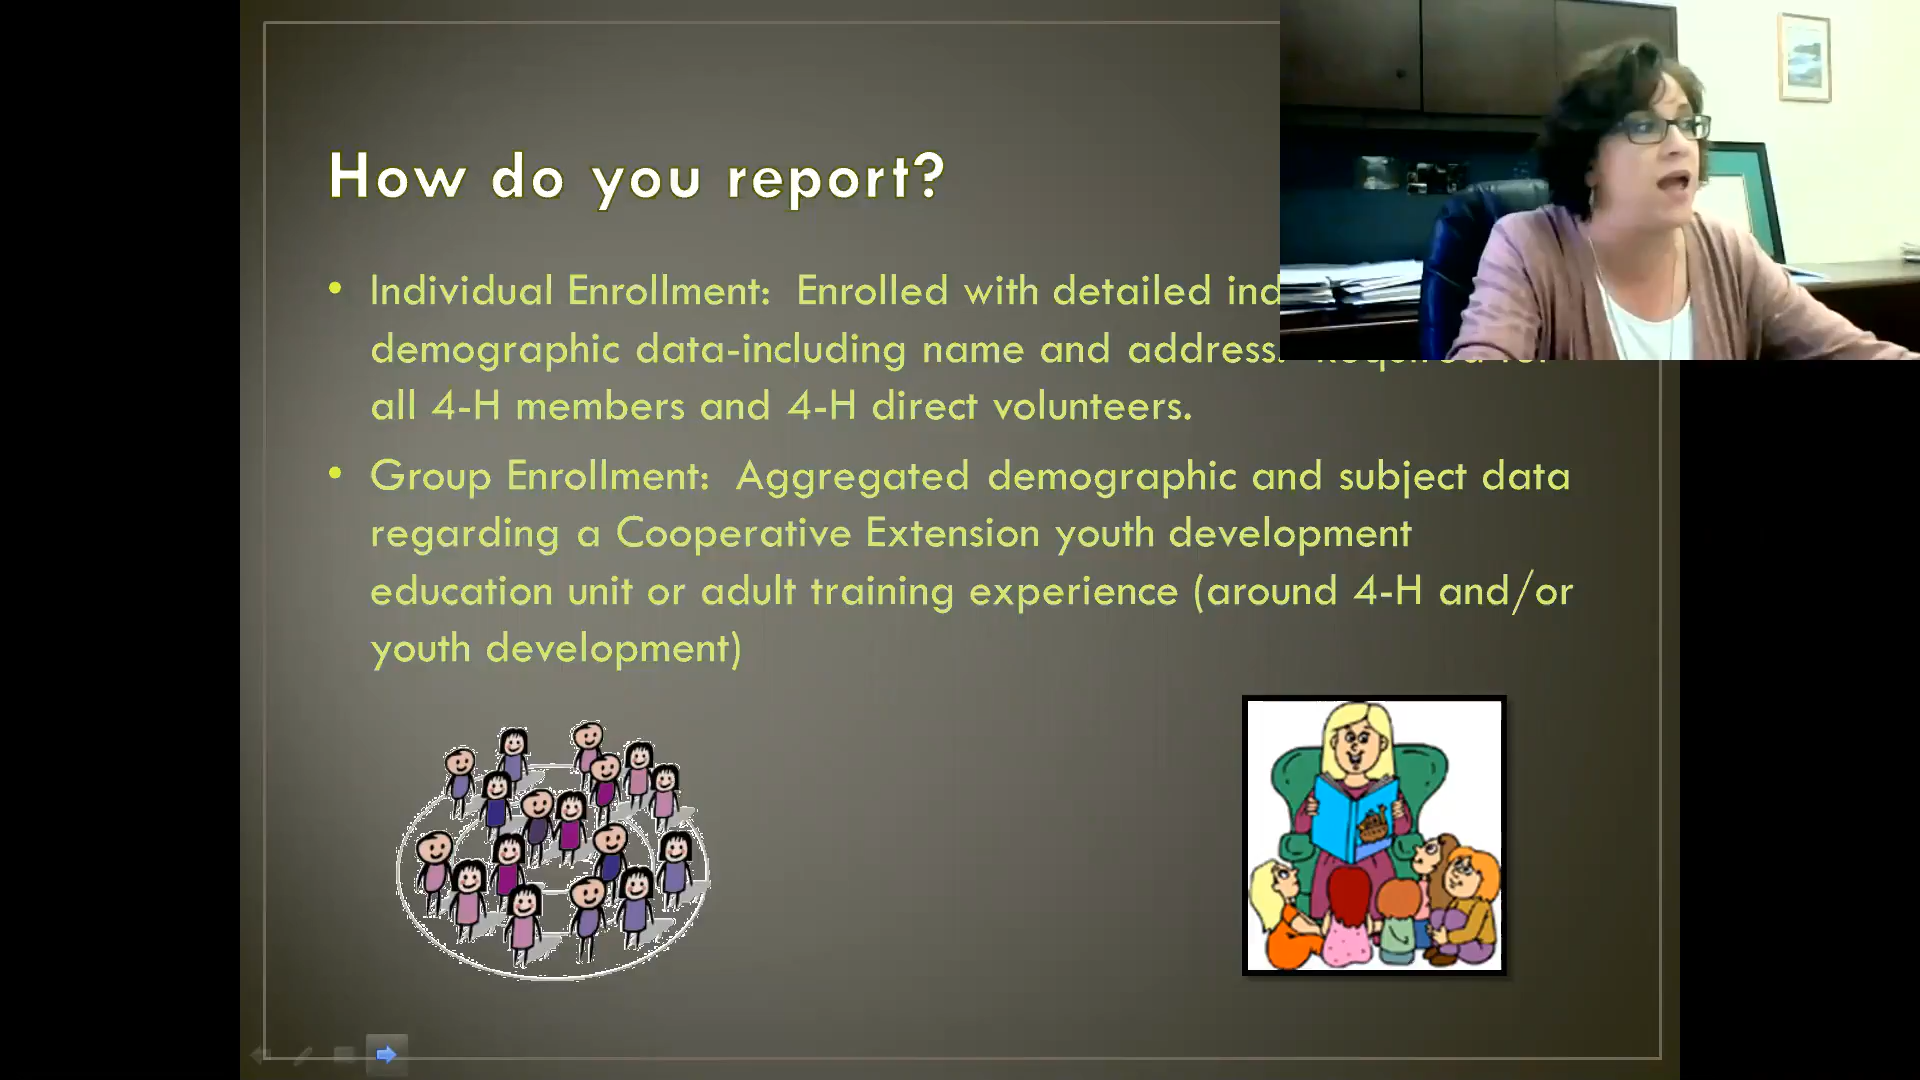 How do you report?
• Individual Enrollment: Enrolled with detailed
demographic data-including name and address.
all 4-H members and 4-H direct volunteers.
• Group Enrollment: Aggregated demographic and subject data
regarding a Cooperative Extension youth development
education unit or adult training experience (around 4-H and/or
youth development)